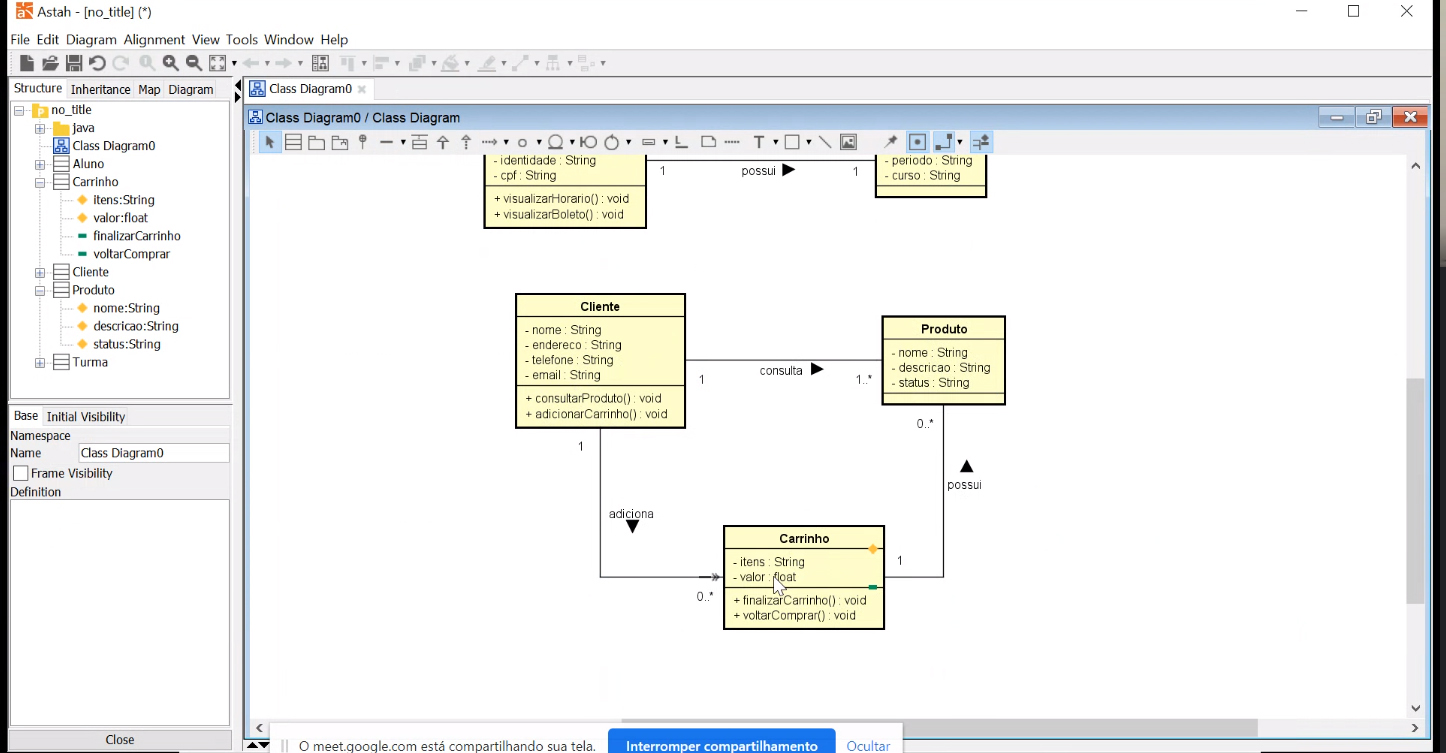 Astah - [no_title] (*)
File Edit Diagram Alignment View Tools Window Help
Structure Inheritance Map Diagram
no_title
java
Class Diagram0
Aluno
Carrinho
itens:String
valor:float
finalizarCarrinho
voltarComprar
Cliente
Produto
nome:String
descricao:String
status:String
Turma
Base Initial Visibility
Namespace
Name Class Diagram0
Frame Visibility
Definition
Close
Class Diagram0
Class Diagram0 / Class Diagram
- identidade : String
- cpf : String
+ visualizarHorario() : void
+ visualizarBoleto() : void
1 possui 1
- periodo : String
- curso : String
Cliente
- nome : String
- endereco : String
- telefone : String
- email : String
+ consultarProduto() : void
+ adicionarCarrinho() : void
1 consulta 1..*
Produto
- nome : String
- descricao : String
- status : String
0..*
possui
1
1
adiciona
0..*
Carrinho
- itens : String
- valor : float
+ finalizarCarrinho() : void
+ voltarComprar() : void
O meet.google.com está compartilhando sua tela. Interromper compartilhamento Ocultar